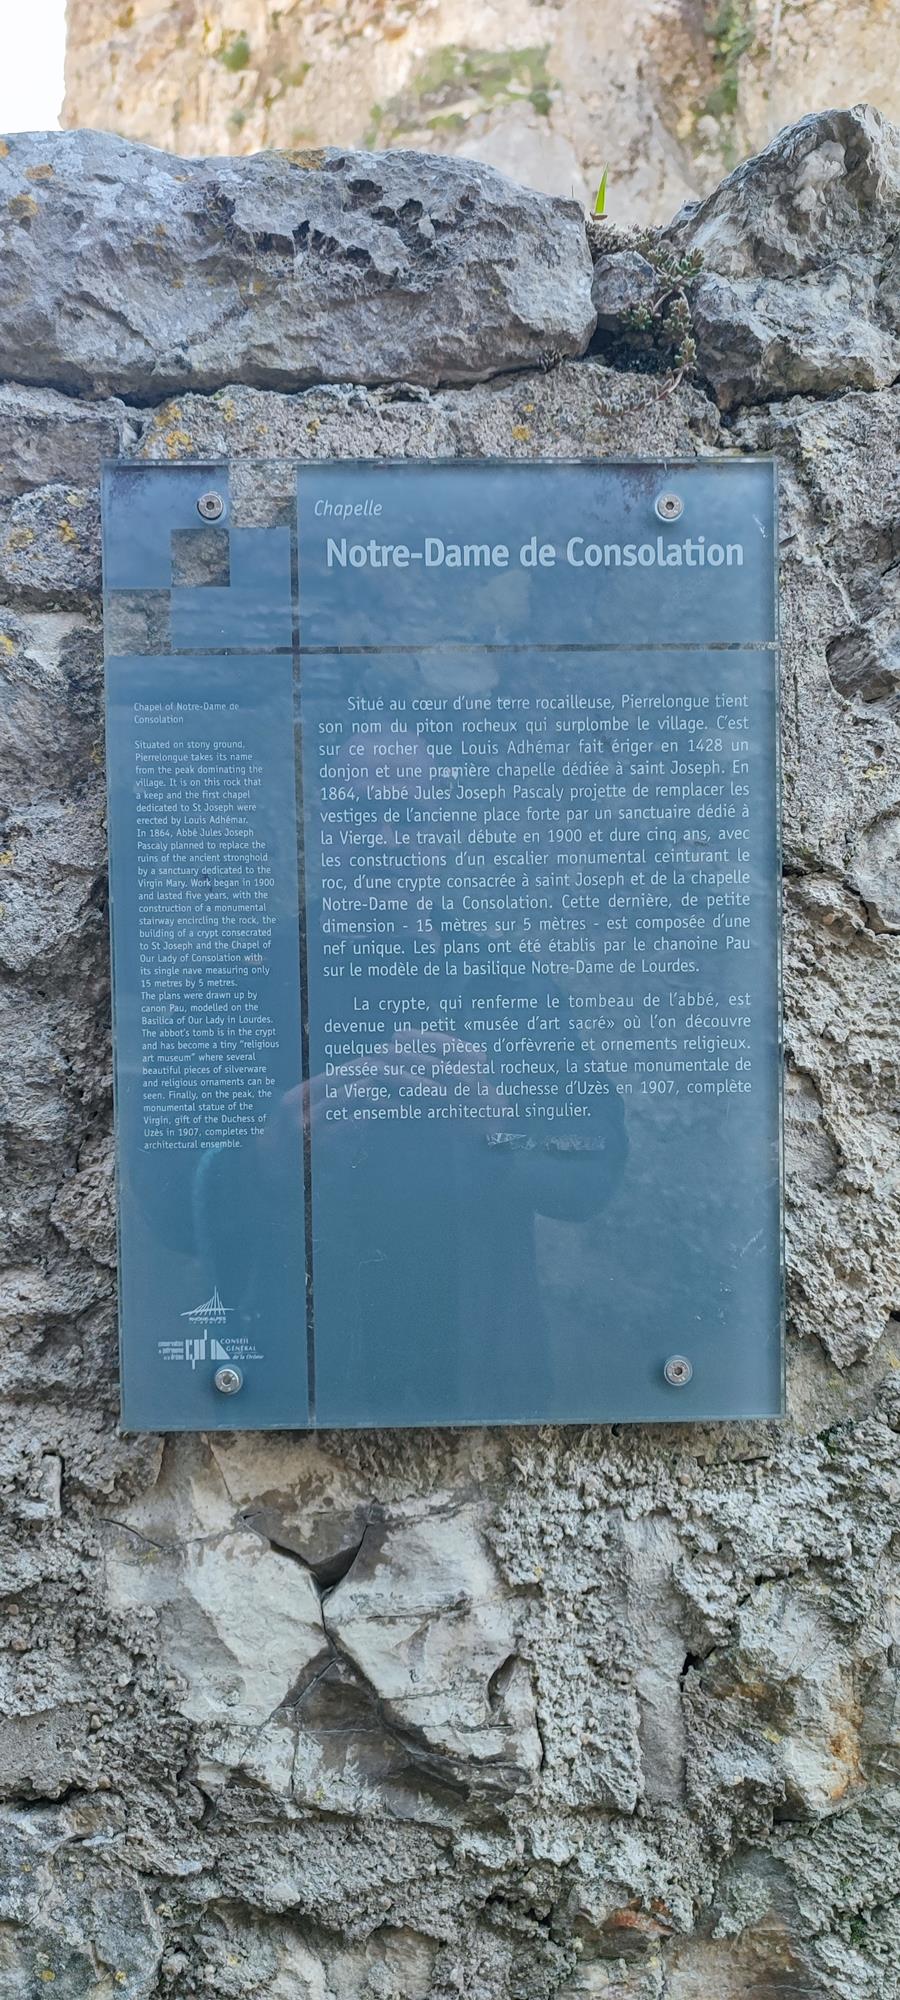 Chapelle
Notre-Dame de Consolation
Chapel of Notre-Dame de
Consolation
Situated on stony ground,
Pierrelongue takes its name
from the peak dominating the
village. It is on this rock that
a keep and the first chapel
dedicated to St Joseph were
erected by Louis Adhémar.
In 1864, Abbé Jules Joseph
Pascaly planned to replace the
ruins of the ancient stronghold
by a sanctuary dedicated to the
Virgin Mary. Work began in 1900
and lasted five years, with the
construction of a monumental
stairway encircling the rock, the
building of a crypt consecrated
to St Joseph and the Chapel of
Our Lady of Consolation with
its single nave measuring only
15 metres by 5 metres.
The plans were drawn up by
canon Pau, modelled on the
Basilica of Our Lady in Lourdes.
The abbot's tomb is in the crypt
and has become a tiny "religious
art museum" where several
beautiful pieces of silverware
and religious ornaments can be
seen. Finally, on the peak, the
monumental statue of the
Virgin, gift of the Duchess of
Uzès in 1907, completes the
architectural ensemble.
Situé au cœur d'une terre rocailleuse, Pierrelongue tient
son nom du piton rocheux qui surplombe le village. C'est
sur ce rocher que Louis Adhémar fait ériger en 1428 un
donjon et une première chapelle dédiée à saint Joseph. En
1864, l'abbé Jules Joseph Pascaly projette de remplacer les
vestiges de l'ancienne place forte par un sanctuaire dédié à
la Vierge. Le travail débute en 1900 et dure cinq ans, avec
les constructions d'un escalier monumental ceinturant le
roc, d'une crypte consacrée à saint Joseph et de la chapelle
Notre-Dame de la Consolation. Cette dernière, de petite
dimension - 15 mètres sur 5 mètres - est composée d'une
nef unique. Les plans ont été établis par le chanoine Pau
sur le modèle de la basilique Notre-Dame de Lourdes.
La crypte, qui renferme le tombeau de l'abbé, est
devenue un petit «musée d'art sacré» où l'on découvre
quelques belles pièces d'orfèvrerie et ornements religieux.
Dressée sur ce piédestal rocheux, la statue monumentale de
la Vierge, cadeau de la duchesse d'Uzès en 1907, complète
cet ensemble architectural singulier.
RHÔNE-ALPES
CONSEIL
GÉNÉRAL
de la Drôme